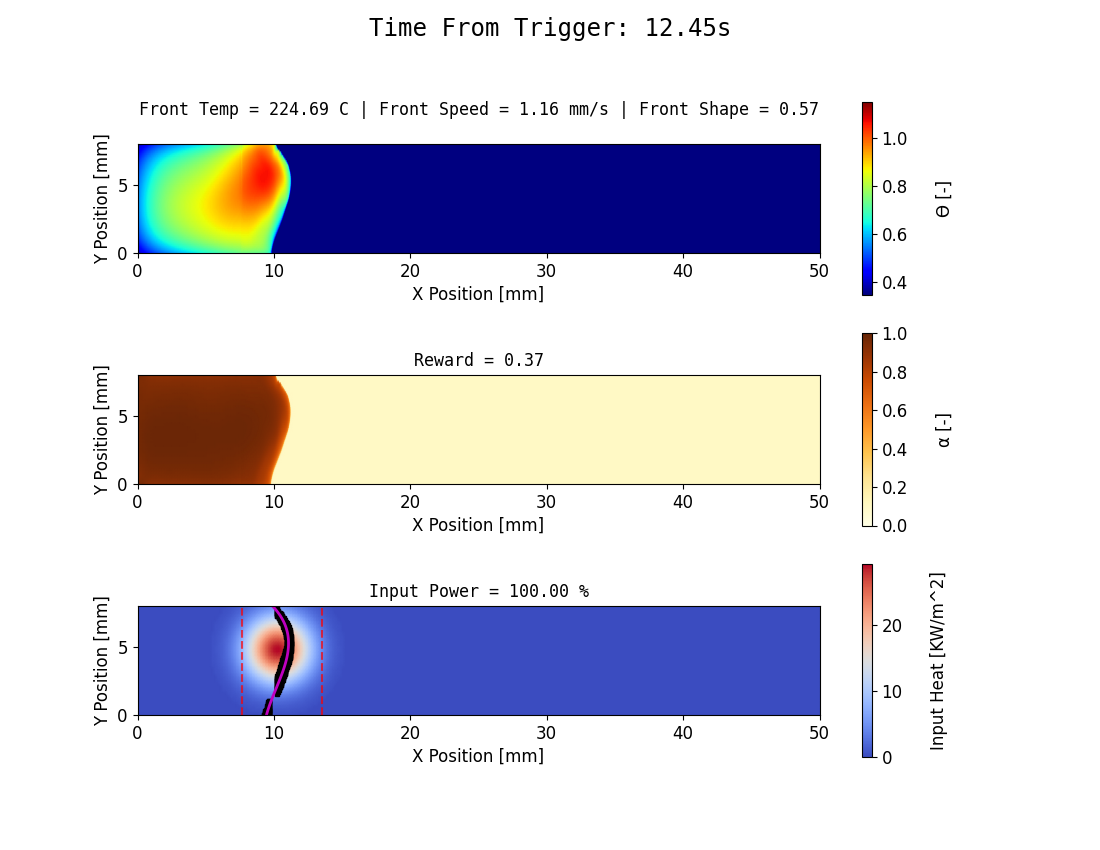 Time From Trigger: 12.45s
Front Temp = 224.69 C | Front Speed = 1.16 mm/s | Front Shape = 0.57
Y Position [mm]
5
0
0 10 20 30 40 50
X Position [mm]
1.0
0.8
0.6
0.4
Θ [-]
Reward = 0.37
Y Position [mm]
5
0
0 10 20 30 40 50
X Position [mm]
1.0
0.8
0.6
0.4
0.2
0.0
α [-]
Input Power = 100.00 %
Y Position [mm]
5
0
0 10 20 30 40 50
X Position [mm]
20
10
0
Input Heat [KW/m^2]